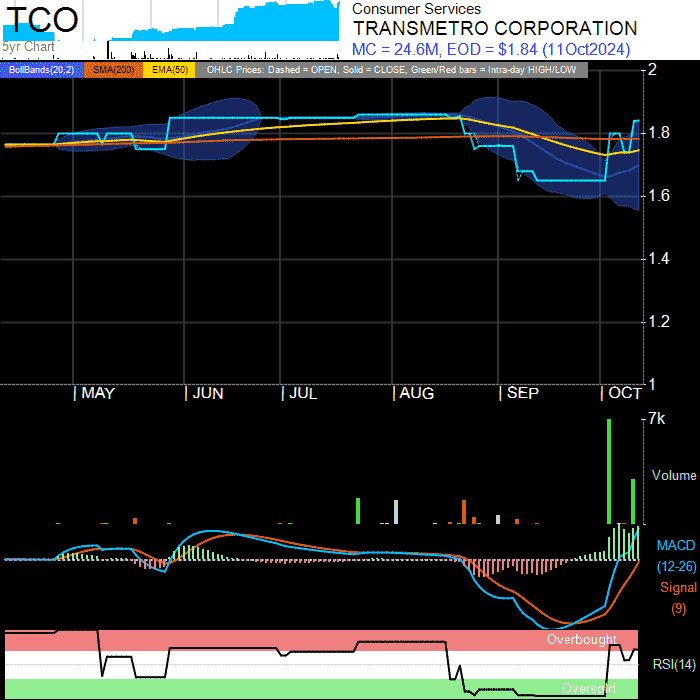 TCO
5yr Chart
Consumer Services
TRANSMETRO CORPORATION
MC = 24.6M, EOD = $1.84 (11Oct2024)
BollBands(20,2) SMA(200) EMA(50) OHLC Prices: Dashed = OPEN, Solid = CLOSE, Green/Red bars = Intra-day HIGH/LOW
2
1.8
1.6
1.4
1.2
1
MAY JUN JUL AUG SEP OCT
7k
Volume
MACD
(12-26)
Signal
(9)
Overbought
RSI(14)
Oversold